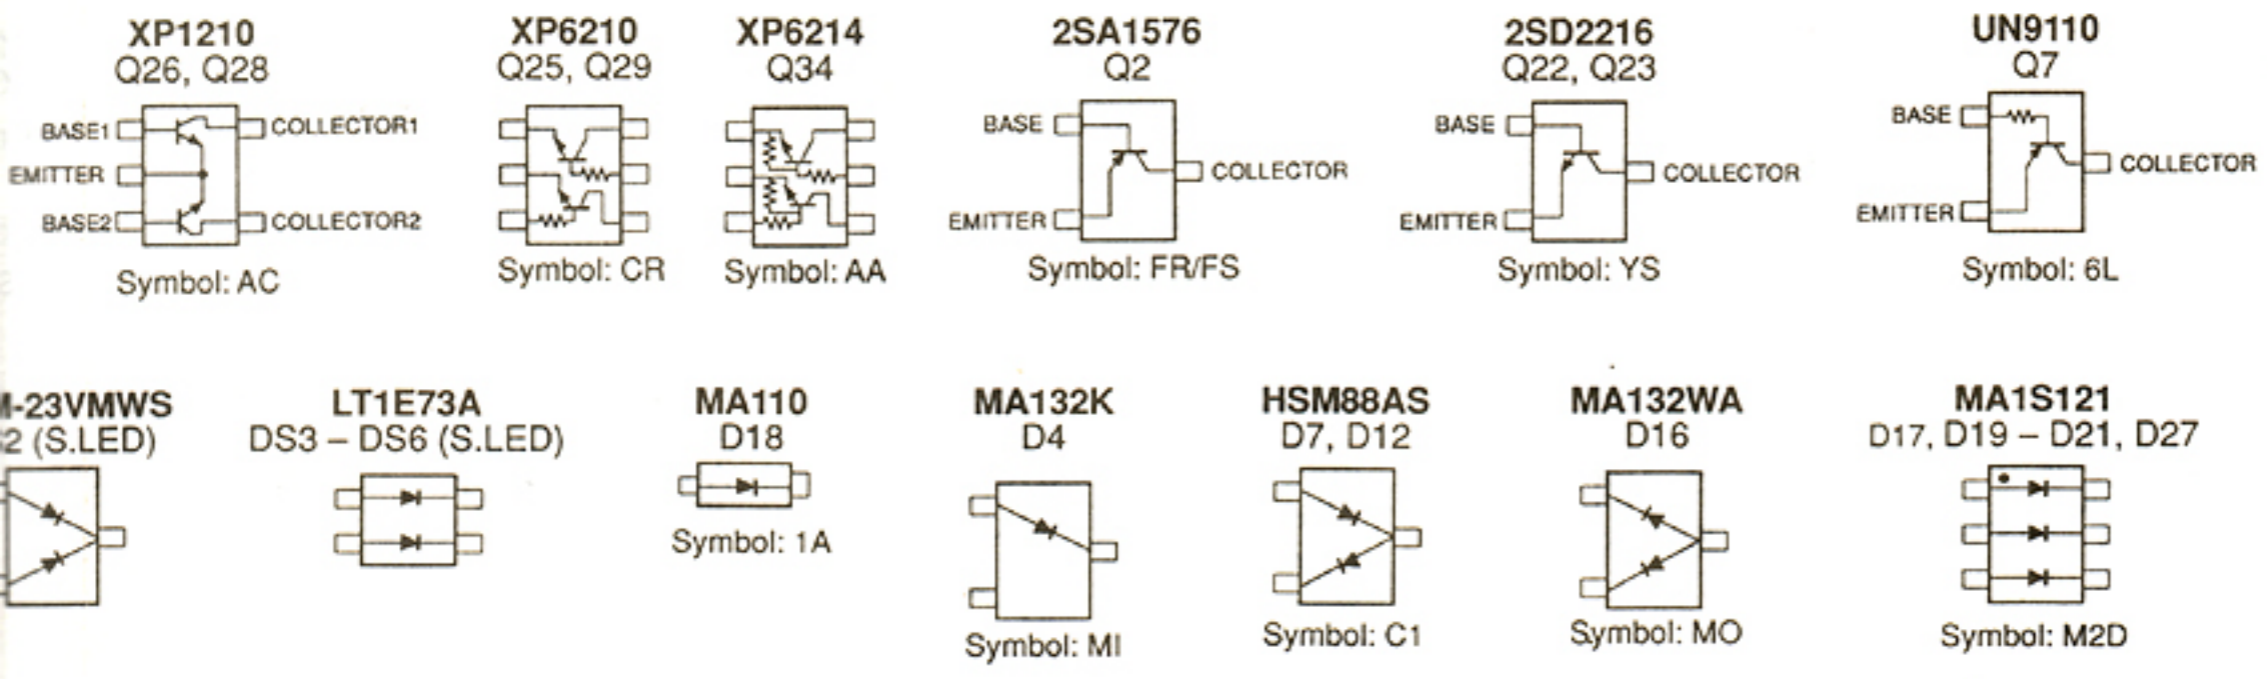 XP1210
Q26, Q28
BASE1
COLLECTOR1
EMITTER
BASE2
COLLECTOR2
Symbol: AC
XP6210
Q25, Q29
Symbol: CR
XP6214
Q34
Symbol: AA
2SA1576
Q2
BASE
COLLECTOR
EMITTER
Symbol: FR/FS
2SD2216
Q22, Q23
BASE
COLLECTOR
EMITTER
Symbol: YS
UN9110
Q7
BASE
COLLECTOR
EMITTER
Symbol: 6L
-23VMWS
2 (S.LED)
LT1E73A
DS3 – DS6 (S.LED)
MA110
D18
Symbol: 1A
MA132K
D4
Symbol: MI
HSM88AS
D7, D12
Symbol: C1
MA132WA
D16
Symbol: MO
MA1S121
D17, D19 – D21, D27
Symbol: M2D